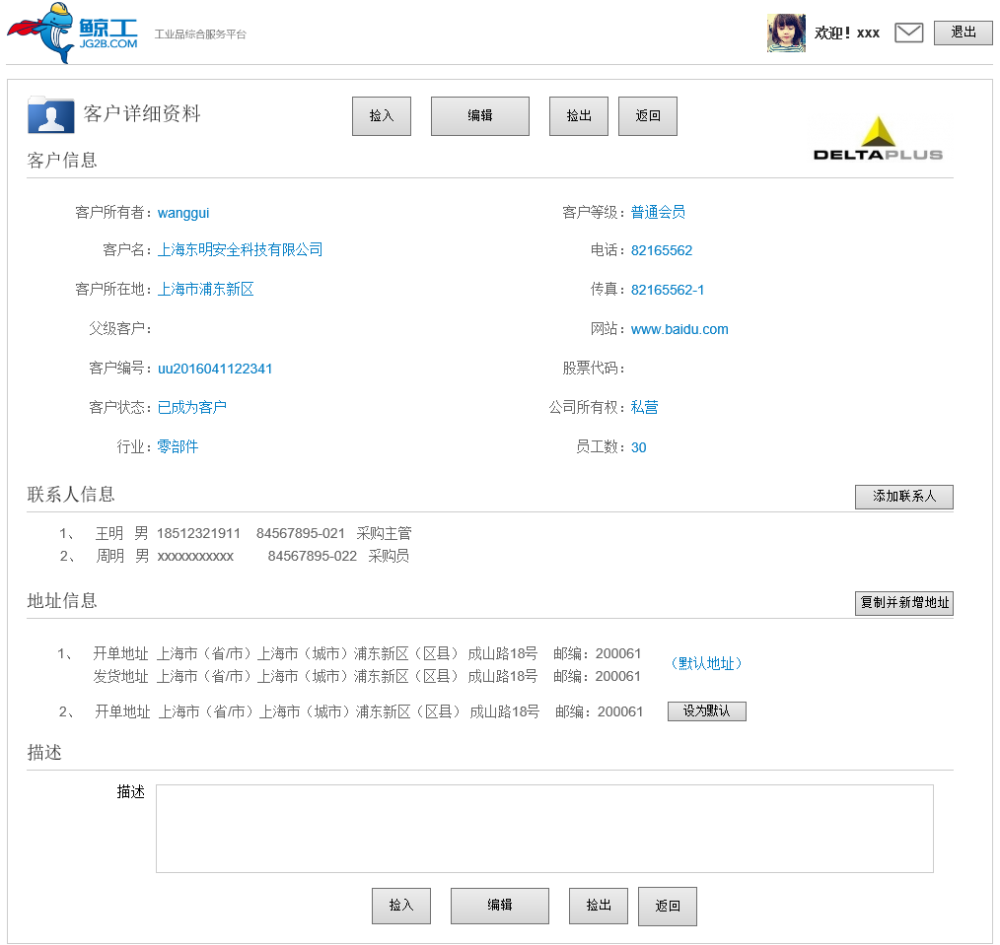 鲸工
JG2B.COM
工业品综合服务平台
欢迎！xxx
退出
客户详细资料
捡入
编辑
捡出
返回
DELTAPLUS
客户信息
客户所有者：wanggui
客户等级：普通会员
客户名：上海东明安全科技有限公司
电话：82165562
客户所在地：上海市浦东新区
传真：82165562-1
父级客户：
网站：www.baidu.com
客户编号：uu2016041122341
股票代码：
客户状态：已成为客户
公司所有权：私营
行业：零部件
员工数：30
联系人信息
添加联系人
1、 王明 男 18512321911 84567895-021 采购主管
2、 周明 男 xxxxxxxxxxx 84567895-022 采购员
地址信息
复制并新增地址
1、 开单地址 上海市（省/市）上海市（城市）浦东新区（区县） 成山路18号 邮编：200061
发货地址 上海市（省/市）上海市（城市）浦东新区（区县） 成山路18号 邮编：200061
（默认地址）
2、 开单地址 上海市（省/市）上海市（城市）浦东新区（区县） 成山路18号 邮编：200061
设为默认
描述
描述
捡入
编辑
捡出
返回